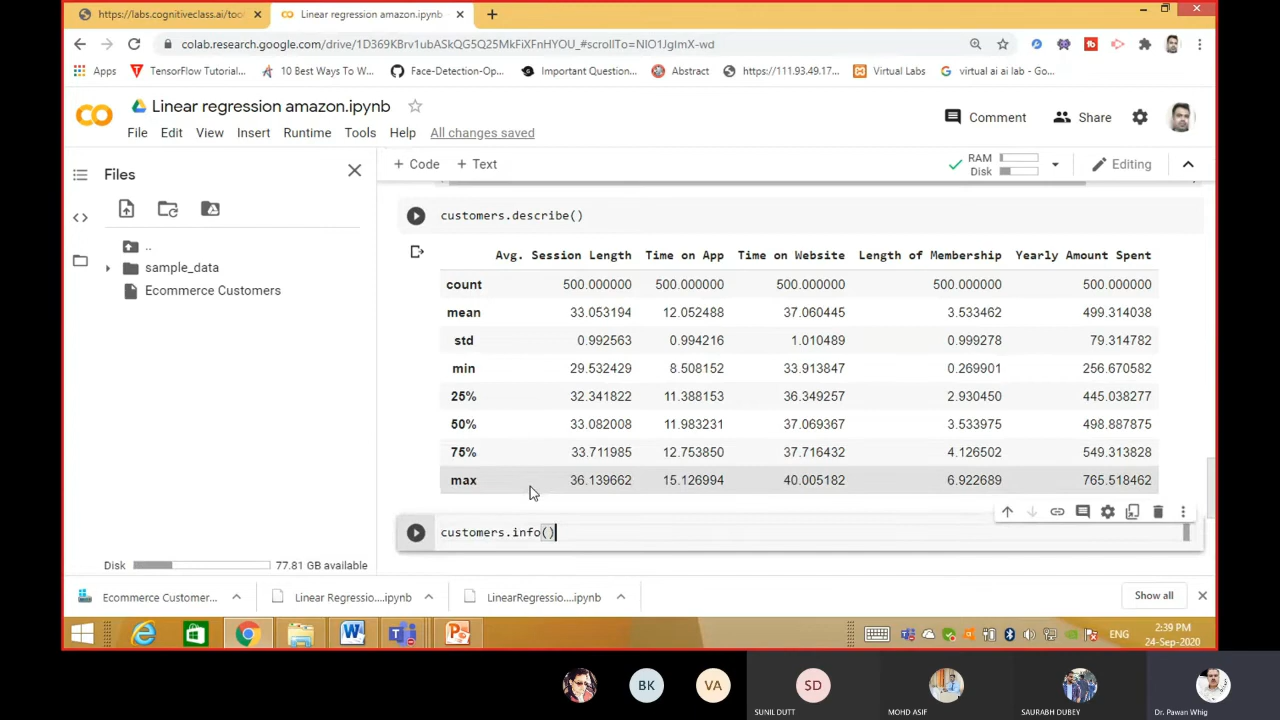 https://labs.cognitiveclass.ai/tool
Linear regression amazon.ipynb
colab.research.google.com/drive/1D369KBrv1ubASkQG5Q25MkFiXFnHYOU_#scrollTo=NIO1JgImX-wd
Apps
TensorFlow Tutorial...
10 Best Ways To W...
Face-Detection-Op...
Important Question...
Abstract
https://111.93.49.17...
Virtual Labs
virtual ai ai lab - Go...
Linear regression amazon.ipynb
File Edit View Insert Runtime Tools Help All changes saved
Comment
Share
Files
+ Code + Text
RAM
Disk
Editing
..
sample_data
Ecommerce Customers
Disk 77.81 GB available
customers.describe()
Avg. Session Length Time on App Time on Website Length of Membership Yearly Amount Spent
count 500.000000 500.000000 500.000000 500.000000 500.000000
mean 33.053194 12.052488 37.060445 3.533462 499.314038
std 0.992563 0.994216 1.010489 0.999278 79.314782
min 29.532429 8.508152 33.913847 0.269901 256.670582
25% 32.341822 11.388153 36.349257 2.930450 445.038277
50% 33.082008 11.983231 37.069367 3.533975 498.887875
75% 33.711985 12.753850 37.716432 4.126502 549.313828
max 36.139662 15.126994 40.005182 6.922689 765.518462
customers.info()
Ecommerce Customer...
Linear Regressio....ipynb
LinearRegressio....ipynb
Show all
ENG
2:39 PM
24-Sep-2020
BK
VA
SD
SUNIL DUTT
MOHD ASIF
SAURABH DUBEY
Dr. Pawan Whig